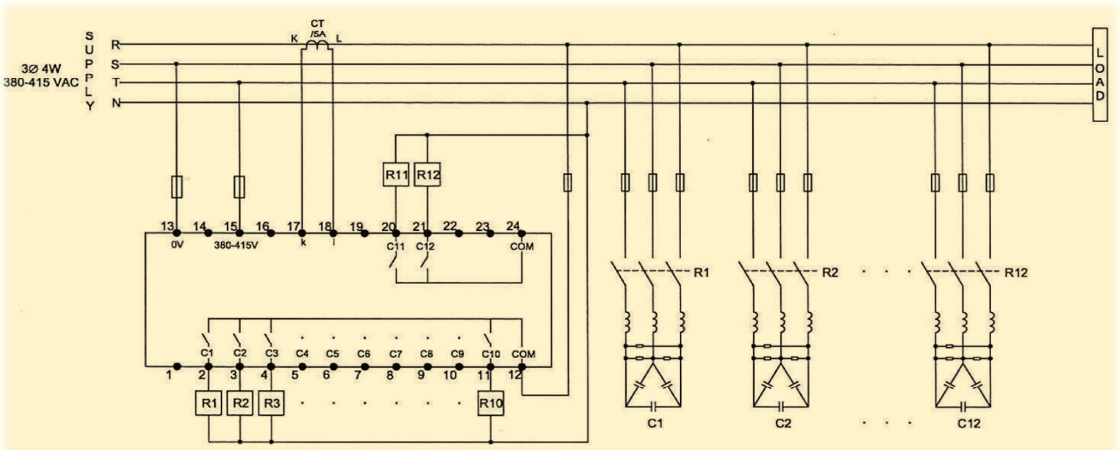 SUPPLY
3Ø 4W
380-415 VAC
R
S
T
N
CT
/5A
K L
LOAD
R11 R12
13 14 15 16 17 18 19 20 21 22 23 24
0V 380-415V k l C11 C12 COM
R1 R2 R12
C1 C2 C3 C4 C5 C6 C7 C8 C9 C10 COM
1 2 3 4 5 6 7 8 9 10 11 12
R1 R2 R3 R10
C1 C2 C12